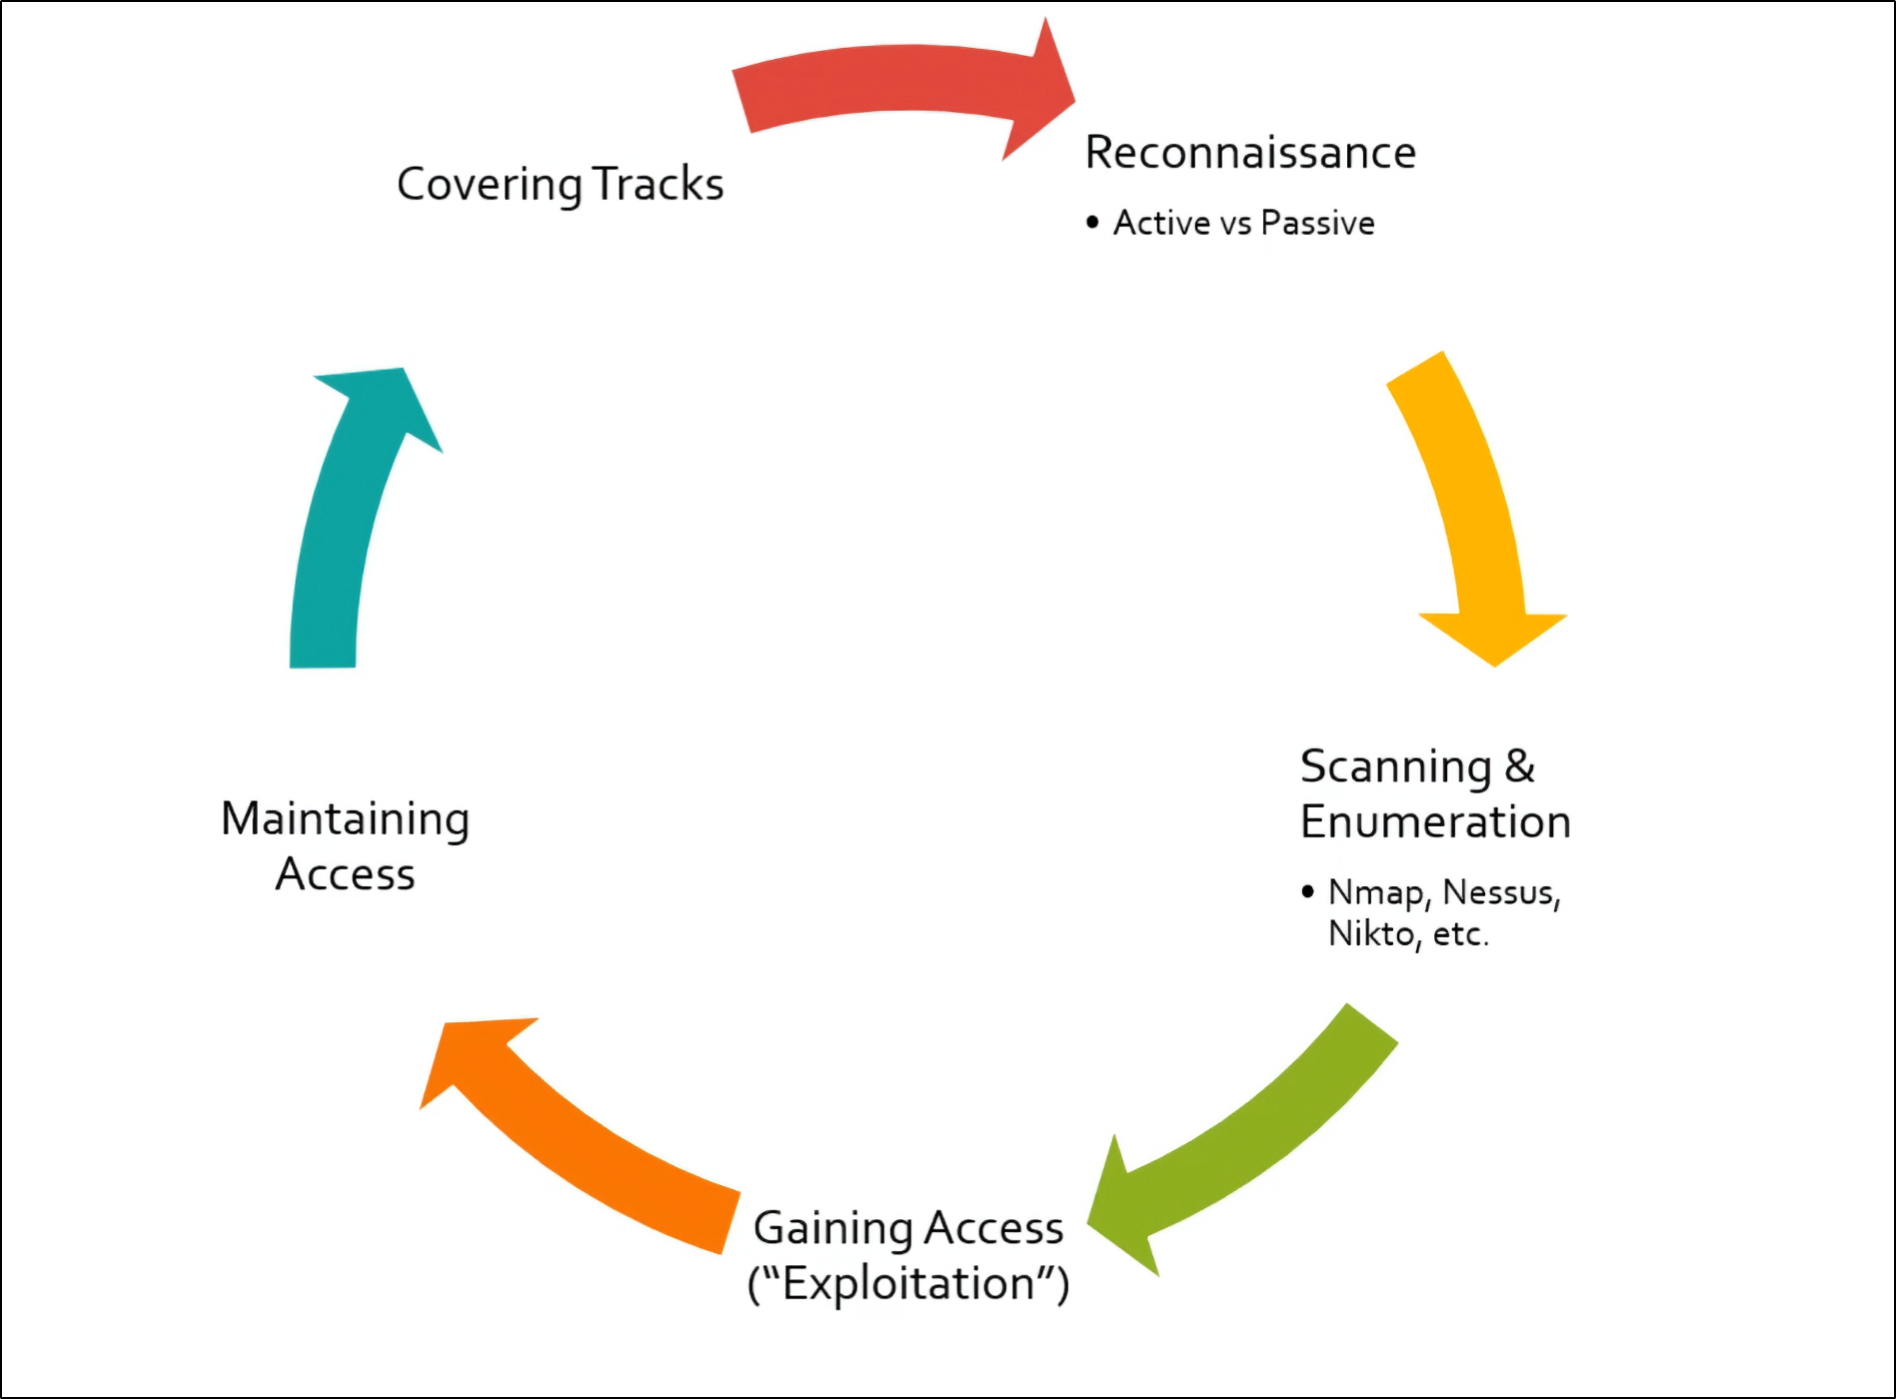 Covering Tracks
Reconnaissance
• Active vs Passive
Scanning &
Enumeration
• Nmap, Nessus,
Nikto, etc.
Gaining Access
(“Exploitation”)
Maintaining
Access